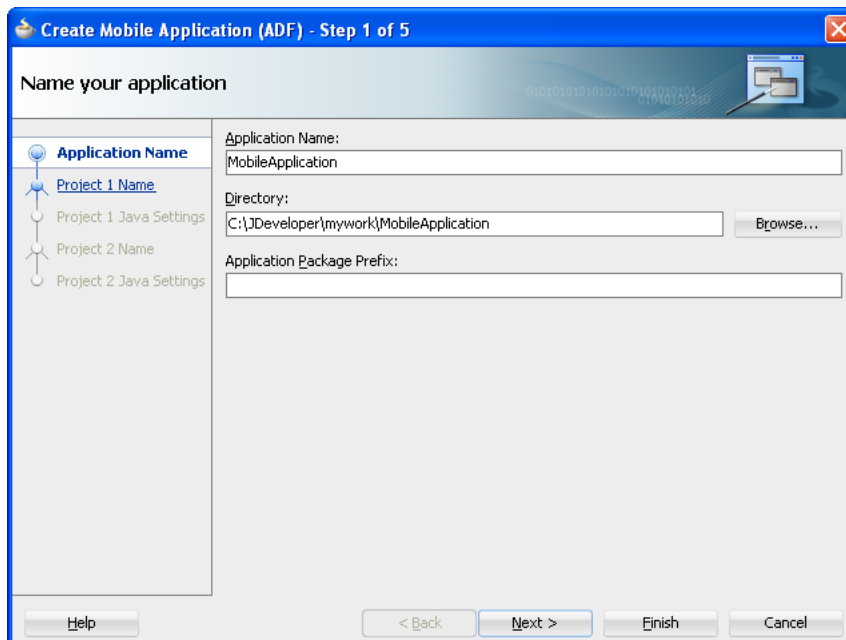 Create Mobile Application (ADF) - Step 1 of 5
Name your application
Application Name
Project 1 Name
Project 1 Java Settings
Project 2 Name
Project 2 Java Settings
Application Name:
MobileApplication
Directory:
C:\JDeveloper\mywork\MobileApplication
Browse...
Application Package Prefix:
Help
< Back
Next >
Finish
Cancel